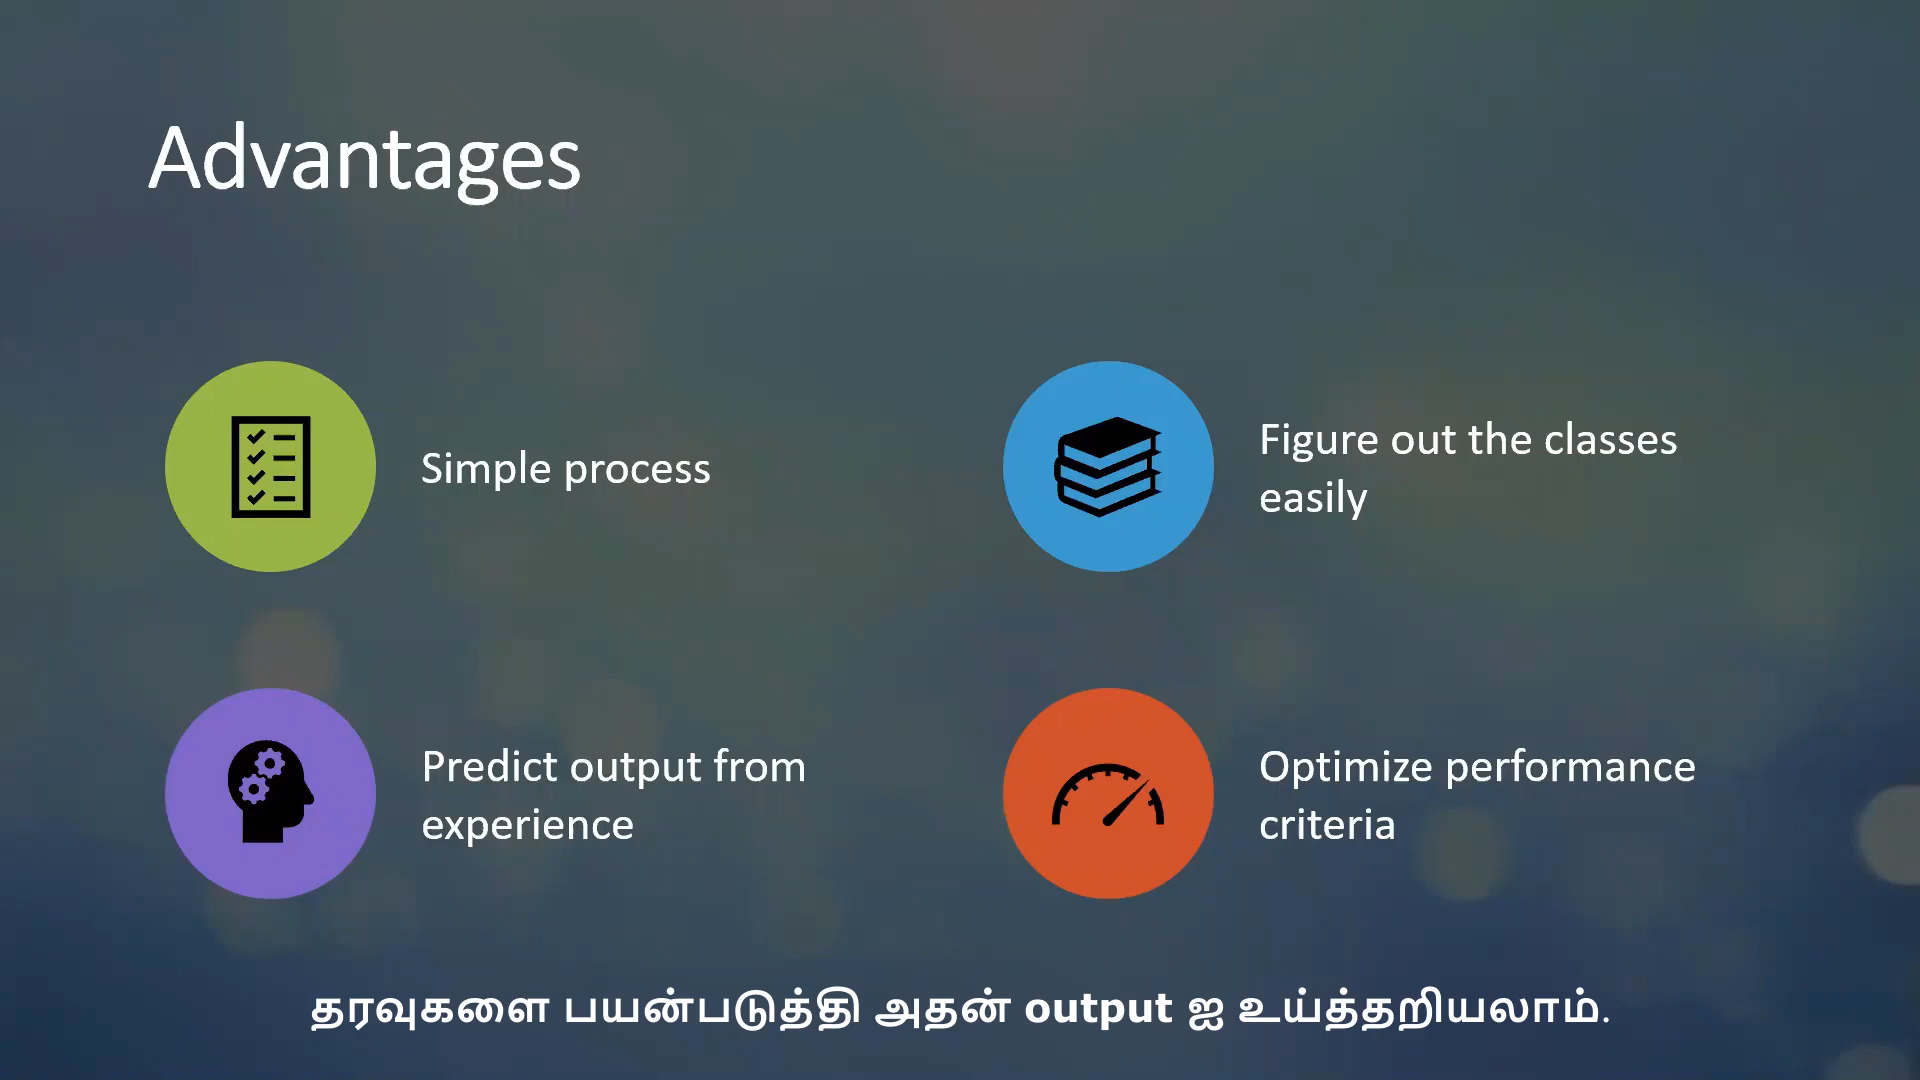 Advantages
Simple process
Figure out the classes
easily
Predict output from
experience
Optimize performance
criteria
தரவுகளை பயன்படுத்தி அதன் output ஐ உய்த்தறியலாம்.